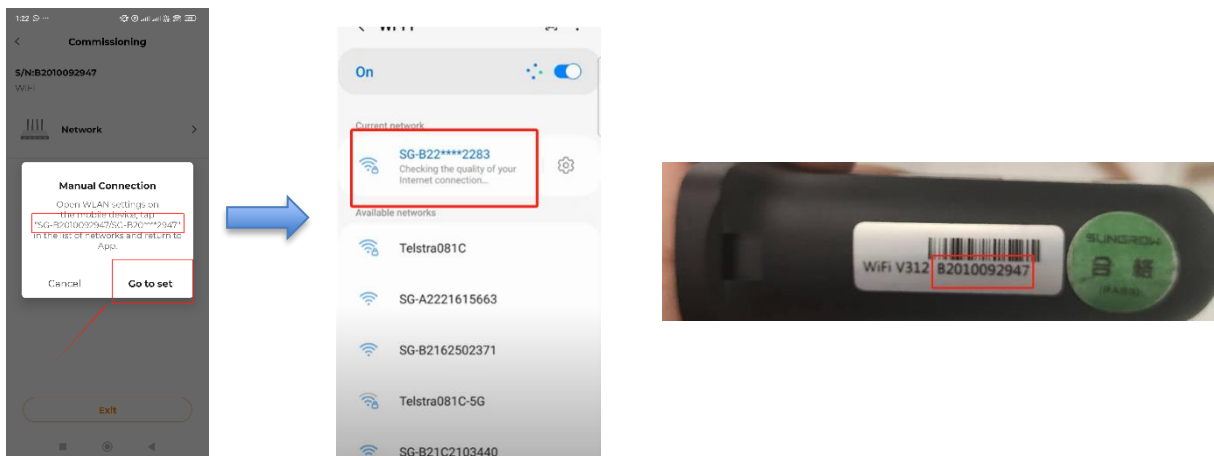 1:22
Commissioning
S/N:B2010092947
WiFi
Network
Manual Connection
Open WLAN settings on
the mobile device, tap
"SG-B2010092947/SG-B20****2947"
in the list of networks and return to
App.
Cancel
Go to set
Exit
On
Current network
SG-B22****2283
Checking the quality of your
Internet connection...
Available networks
Telstra081C
SG-A2221615663
SG-B2162502371
Telstra081C-5G
SG-B21C2103440
WiFi V312 B2010092947
SUNGROW
合格
(PASS)